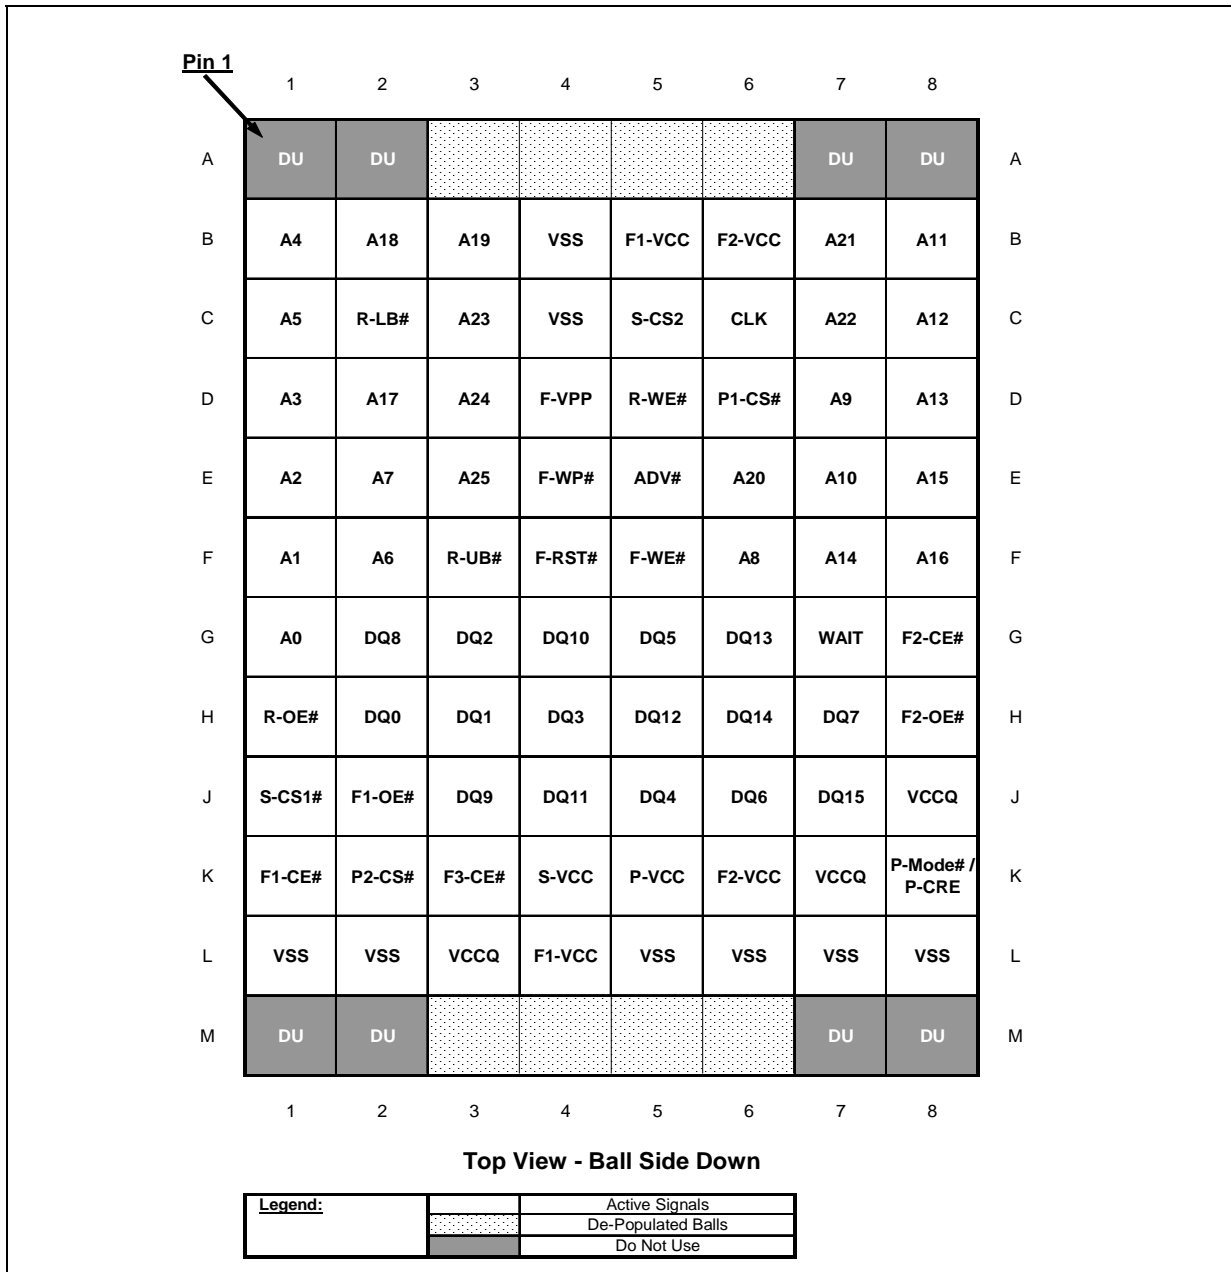 Pin 1
1 2 3 4 5 6 7 8
A DU DU DU DU A
B A4 A18 A19 VSS F1-VCC F2-VCC A21 A11 B
C A5 R-LB# A23 VSS S-CS2 CLK A22 A12 C
D A3 A17 A24 F-VPP R-WE# P1-CS# A9 A13 D
E A2 A7 A25 F-WP# ADV# A20 A10 A15 E
F A1 A6 R-UB# F-RST# F-WE# A8 A14 A16 F
G A0 DQ8 DQ2 DQ10 DQ5 DQ13 WAIT F2-CE# G
H R-OE# DQ0 DQ1 DQ3 DQ12 DQ14 DQ7 F2-OE# H
J S-CS1# F1-OE# DQ9 DQ11 DQ4 DQ6 DQ15 VCCQ J
K F1-CE# P2-CS# F3-CE# S-VCC P-VCC F2-VCC VCCQ P-Mode# / P-CRE K
L VSS VSS VCCQ F1-VCC VSS VSS VSS VSS L
M DU DU DU DU M
1 2 3 4 5 6 7 8
Top View - Ball Side Down
Legend: Active Signals
De-Populated Balls
Do Not Use